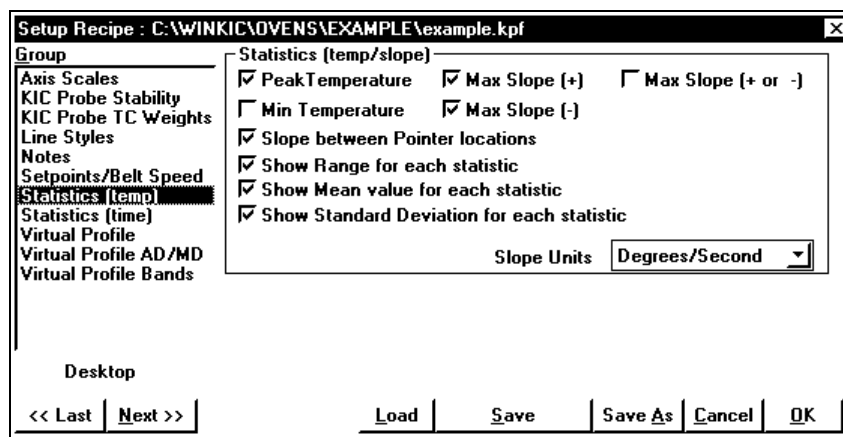 Setup Recipe : C:\WINKIC\OVENS\EXAMPLE\example.kpf
Group
Axis Scales
KIC Probe Stability
KIC Probe TC Weights
Line Styles
Notes
Setpoints/Belt Speed
Statistics (temp)
Statistics (time)
Virtual Profile
Virtual Profile AD/MD
Virtual Profile Bands
Desktop
Statistics (temp/slope)
PeakTemperature Max Slope (+) Max Slope (+ or -)
Min Temperature Max Slope (-)
Slope between Pointer locations
Show Range for each statistic
Show Mean value for each statistic
Show Standard Deviation for each statistic
Slope Units Degrees/Second
<< Last Next >> Load Save Save As Cancel OK